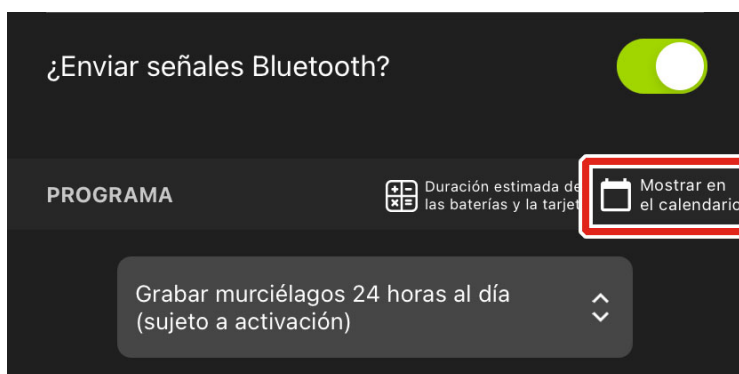 ¿Enviar señales Bluetooth?
PROGRAMA
Duración estimada de
las baterías y la tarjet
Mostrar en
el calendario
Grabar murciélagos 24 horas al día
(sujeto a activación)